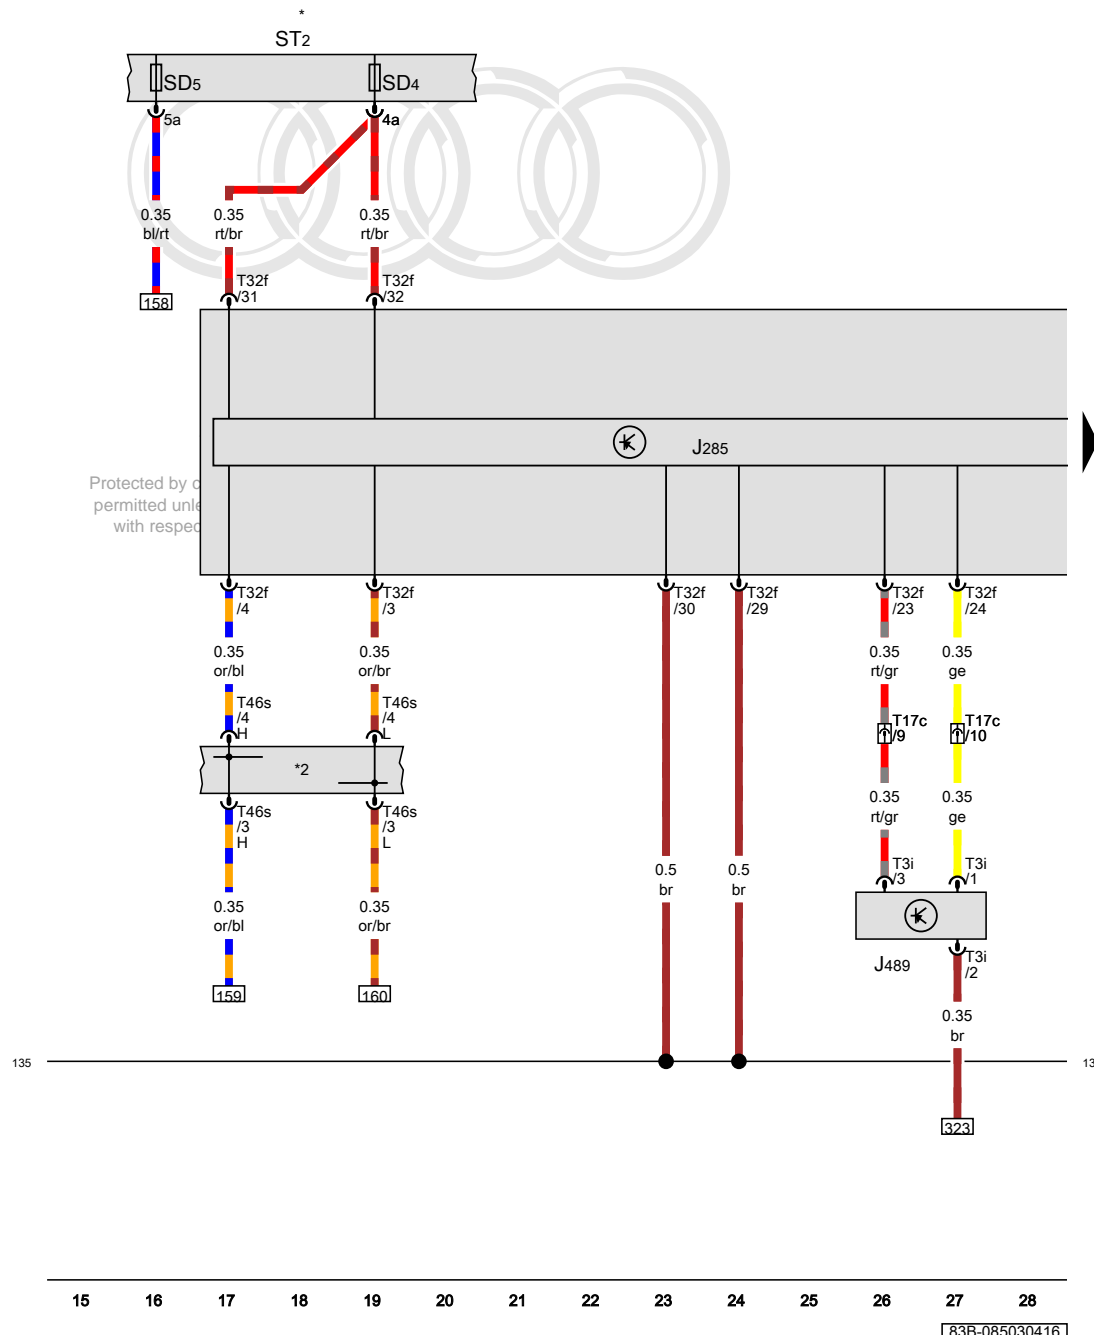 *
ST2
SD5
SD4
5a
4a
0.35
bl/rt
0.35
rt/br
0.35
rt/br
T32f
/31
T32f
/32
158
J285
Protected by c
permitted unle
with respec
T32f
/4
T32f
/3
T32f
/30
T32f
/29
T32f
/23
T32f
/24
0.35
or/bl
0.35
or/br
0.35
rt/gr
0.35
ge
T46s
/4
H
T46s
/4
L
T17c
/9
T17c
/10
*2
T46s
/3
H
T46s
/3
L
0.35
rt/gr
0.35
ge
0.5
br
0.5
br
T3i
/3
T3i
/1
0.35
or/bl
0.35
or/br
J489
T3i
/2
159
160
0.35
br
135
13
323
15 16 17 18 19 20 21 22 23 24 25 26 27 28
83B-085030416